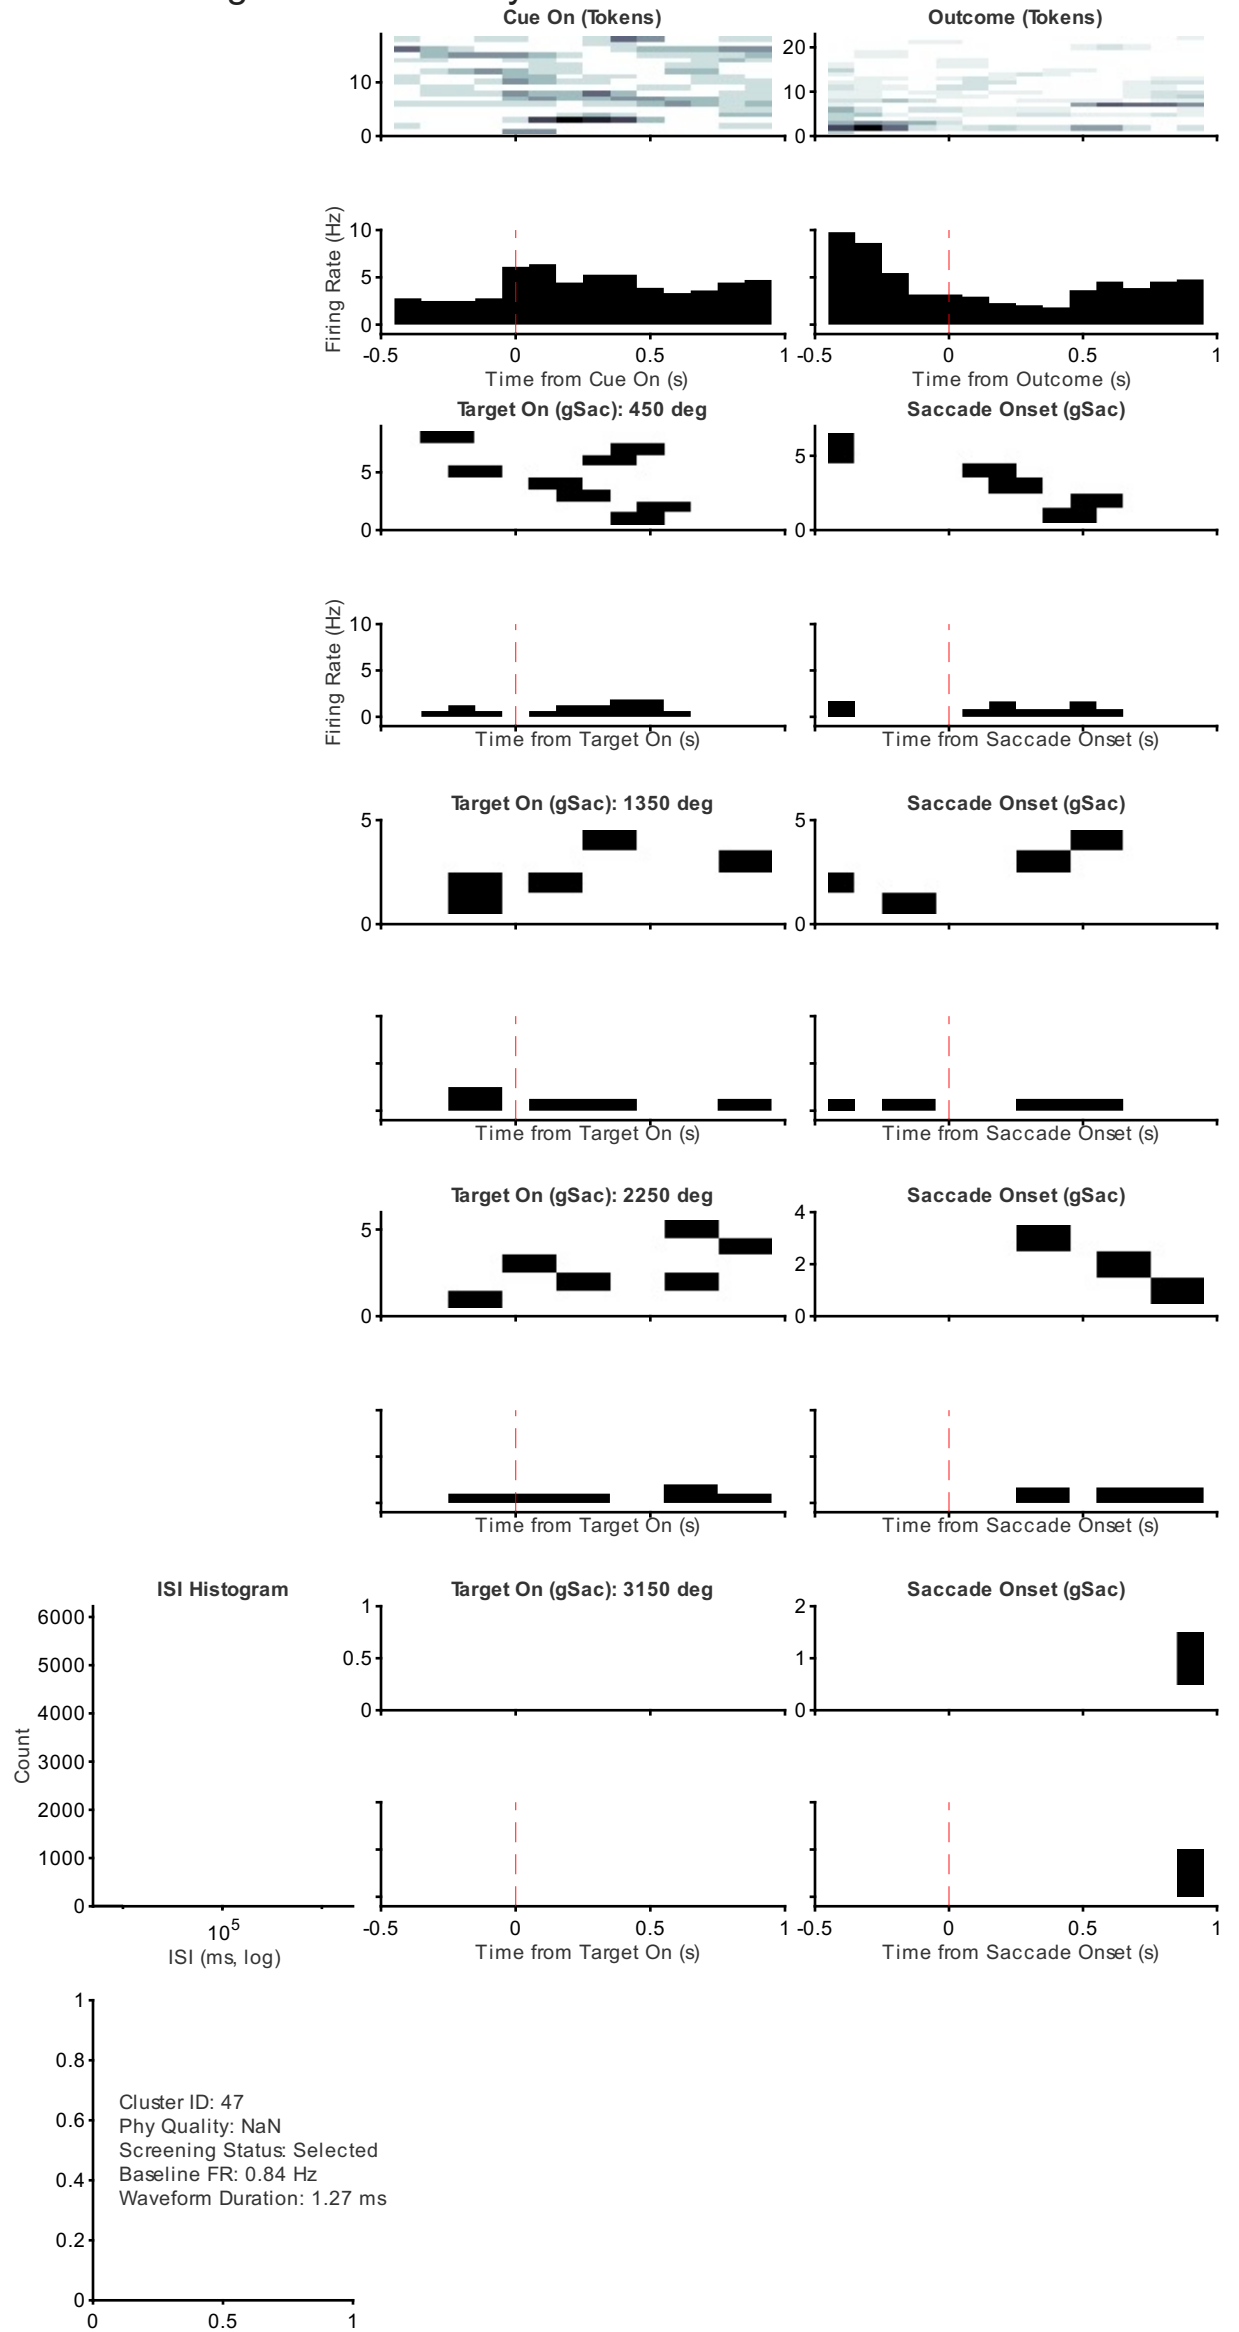 Cue On (Tokens)
Outcome (Tokens)
10
0
20
10
0
Firing Rate (Hz)
10
5
0
-0.5
0
0.5
1
-0.5
0
0.5
1
Time from Cue On (s)
Time from Outcome (s)
Target On (gSac): 450 deg
Saccade Onset (gSac)
5
0
5
0
Firing Rate (Hz)
10
5
0
Time from Target On (s)
Time from Saccade Onset (s)
Target On (gSac): 1350 deg
Saccade Onset (gSac)
5
0
5
0
Time from Target On (s)
Time from Saccade Onset (s)
Target On (gSac): 2250 deg
Saccade Onset (gSac)
5
0
4
2
0
Time from Target On (s)
Time from Saccade Onset (s)
ISI Histogram
Target On (gSac): 3150 deg
Saccade Onset (gSac)
6000
5000
4000
3000
2000
1000
0
Count
10^5
ISI (ms, log)
1
0.5
0
2
1
0
-0.5
0
0.5
1
-0.5
0
0.5
1
Time from Target On (s)
Time from Saccade Onset (s)
1
0.8
0.6
0.4
0.2
0
Cluster ID: 47
Phy Quality: NaN
Screening Status: Selected
Baseline FR: 0.84 Hz
Waveform Duration: 1.27 ms
0
0.5
1